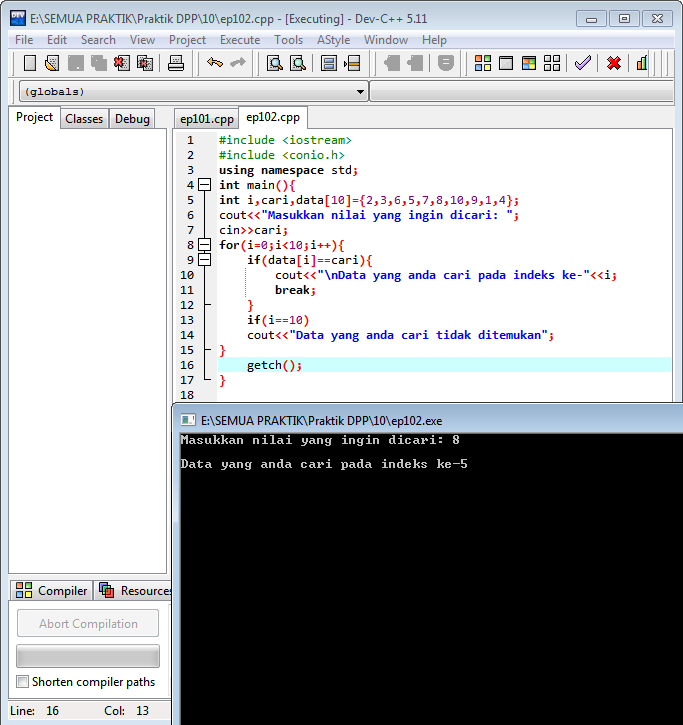 E:\SEMUA PRAKTIK\Praktik DPP\10\ep102.cpp - [Executing] - Dev-C++ 5.11
File Edit Search View Project Execute Tools AStyle Window Help
(globals)
Project Classes Debug
ep101.cpp ep102.cpp
1 #include <iostream>
2 #include <conio.h>
3 using namespace std;
4 int main(){
5 int i,cari,data[10]={2,3,6,5,7,8,10,9,1,4};
6 cout<<"Masukkan nilai yang ingin dicari: ";
7 cin>>cari;
8 for(i=0;i<10;i++){
9 if(data[i]==cari){
10 cout<<"\nData yang anda cari pada indeks ke-"<<i;
11 break;
12 }
13 if(i==10)
14 cout<<"Data yang anda cari tidak ditemukan";
15 }
16 getch();
17 }
18
E:\SEMUA PRAKTIK\Praktik DPP\10\ep102.exe
Masukkan nilai yang ingin dicari: 8
Data yang anda cari pada indeks ke-5
Compiler Resources
Abort Compilation
Shorten compiler paths
Line: 16 Col: 13